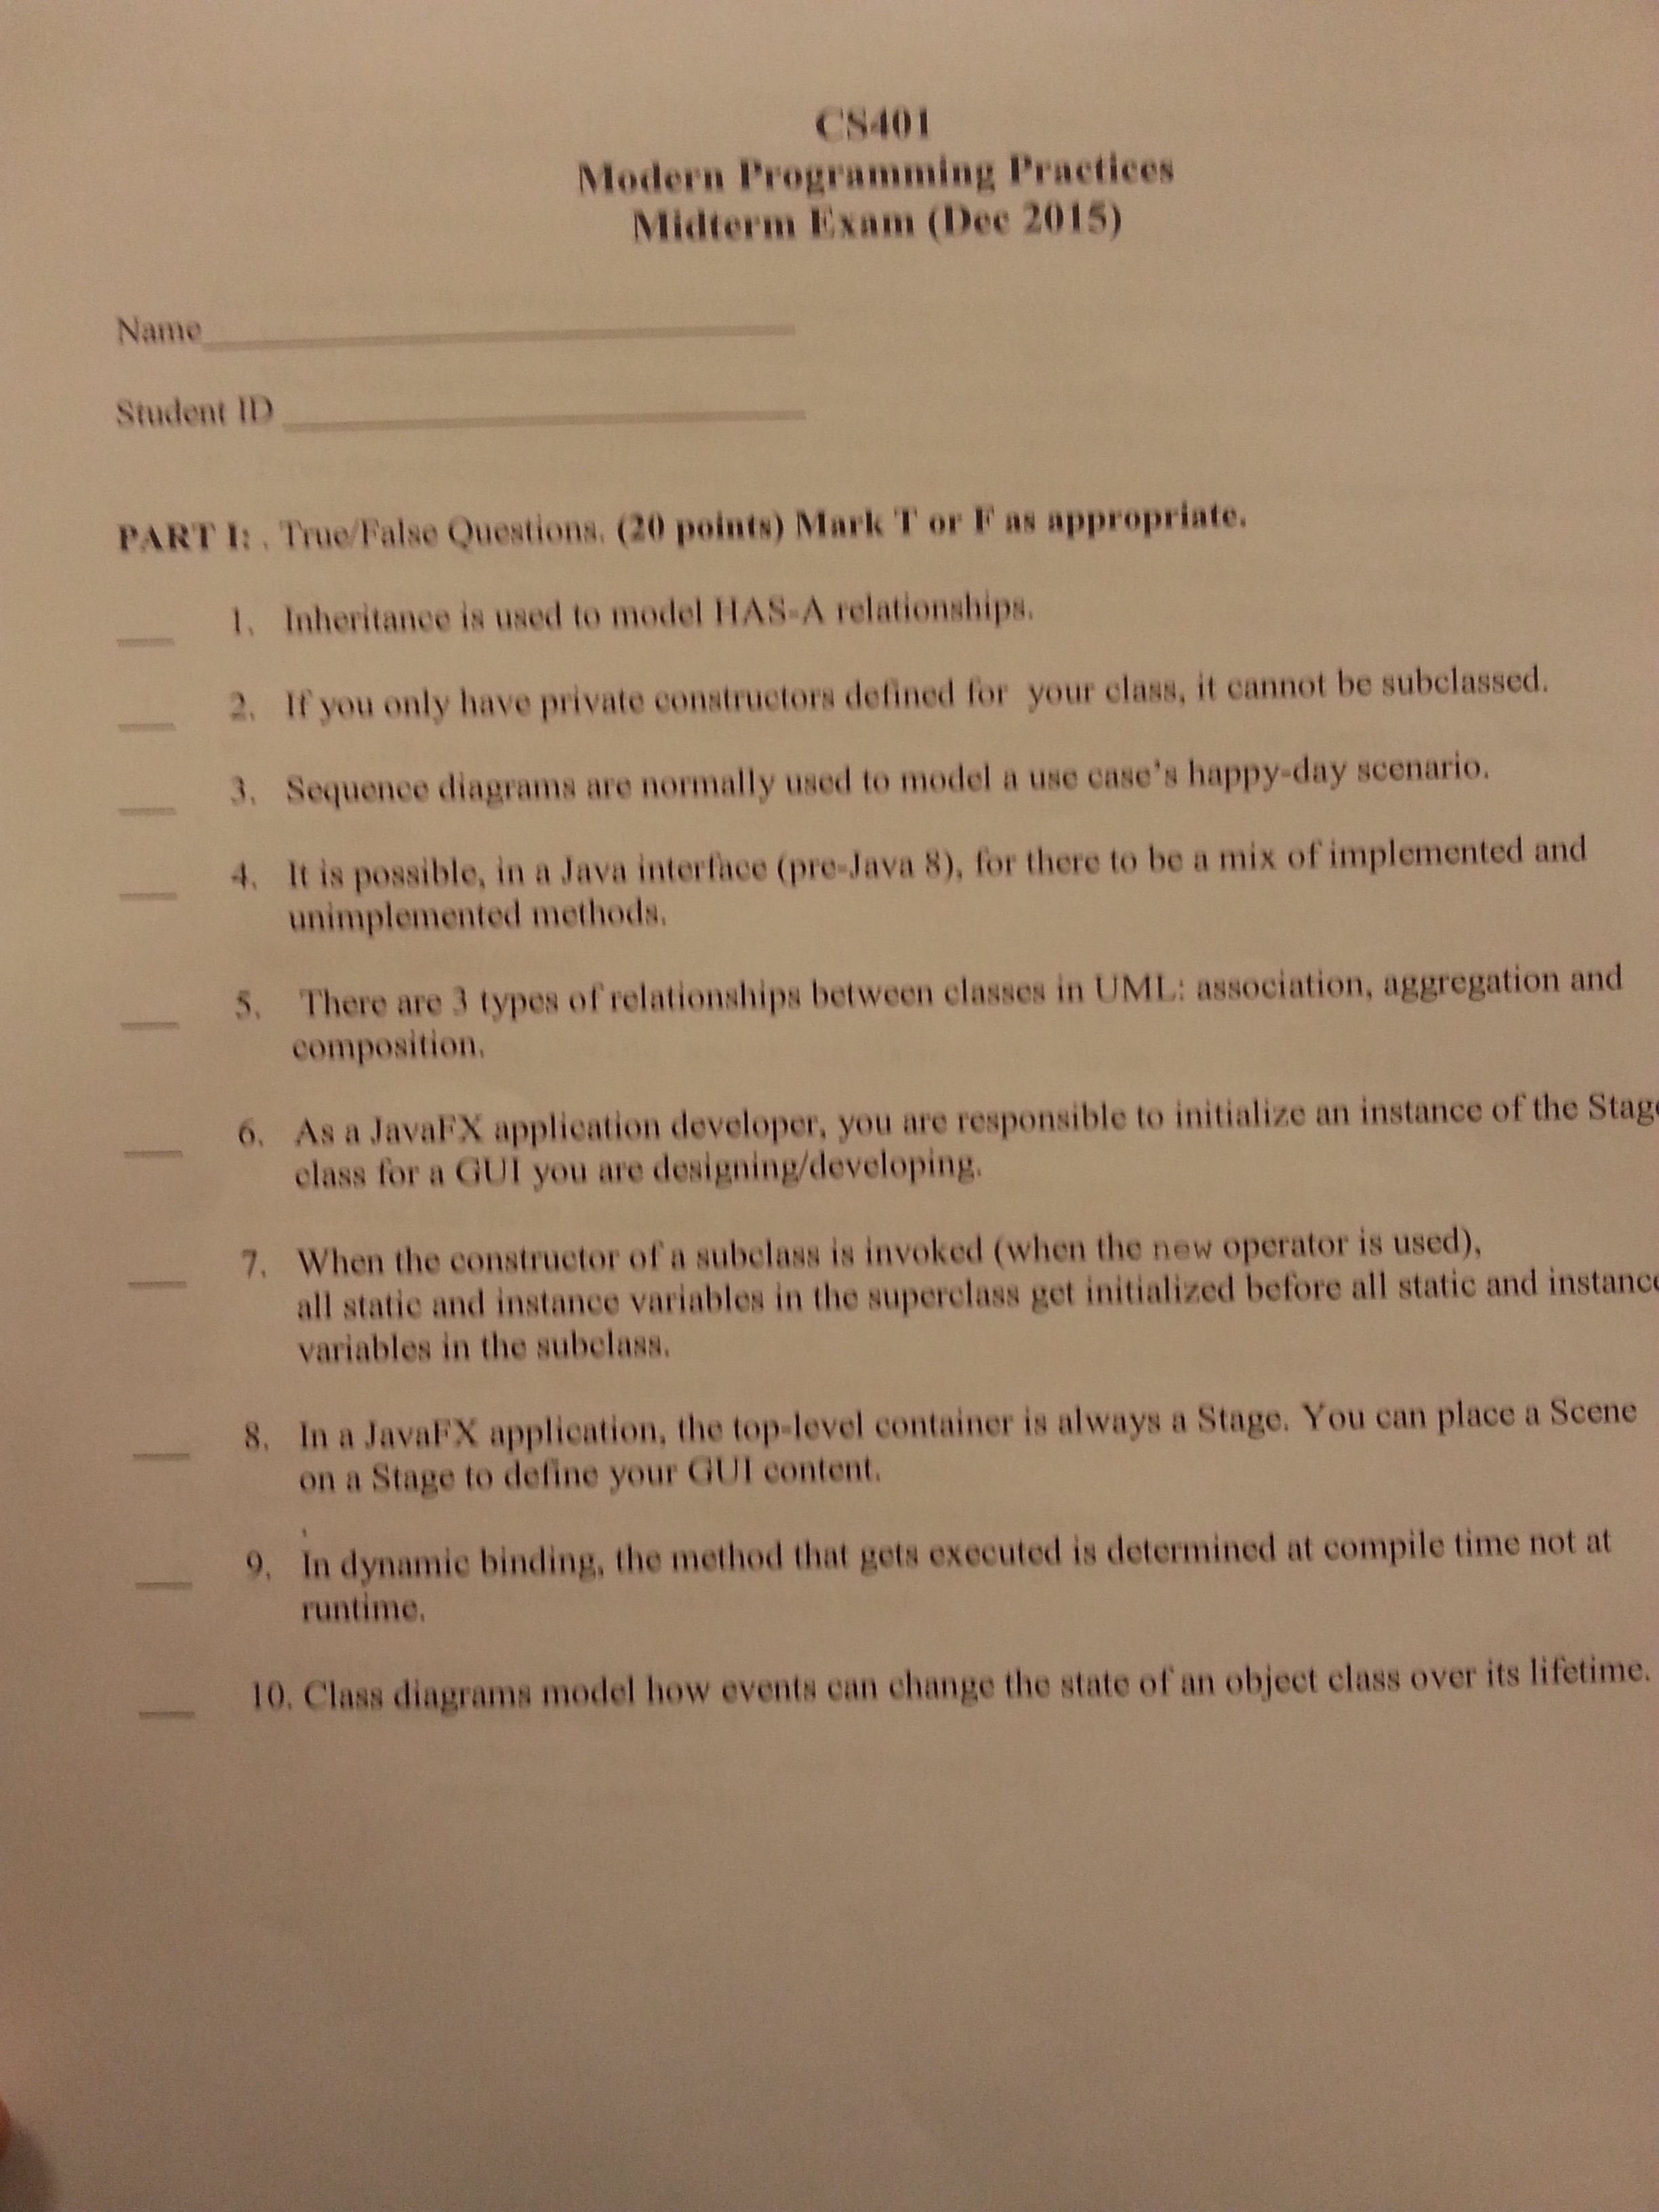 CS401
Modern Programming Practices
Midterm Exam (Dec 2015)
Name
Student ID
PART I: . True/False Questions. (20 points) Mark T or F as appropriate.
1. Inheritance is used to model HAS-A relationships.
2. If you only have private constructors defined for your class, it cannot be subclassed.
3. Sequence diagrams are normally used to model a use case's happy-day scenario.
4. It is possible, in a Java interface (pre-Java 8), for there to be a mix of implemented and
unimplemented methods.
5. There are 3 types of relationships between classes in UML: association, aggregation and
composition.
6. As a JavaFX application developer, you are responsible to initialize an instance of the Stage
class for a GUI you are designing/developing.
7. When the constructor of a subclass is invoked (when the new operator is used),
all static and instance variables in the superclass get initialized before all static and instance
variables in the subclass.
8. In a JavaFX application, the top-level container is always a Stage. You can place a Scene
on a Stage to define your GUI content.
.
9. In dynamic binding, the method that gets executed is determined at compile time not at
runtime.
10. Class diagrams model how events can change the state of an object class over its lifetime.